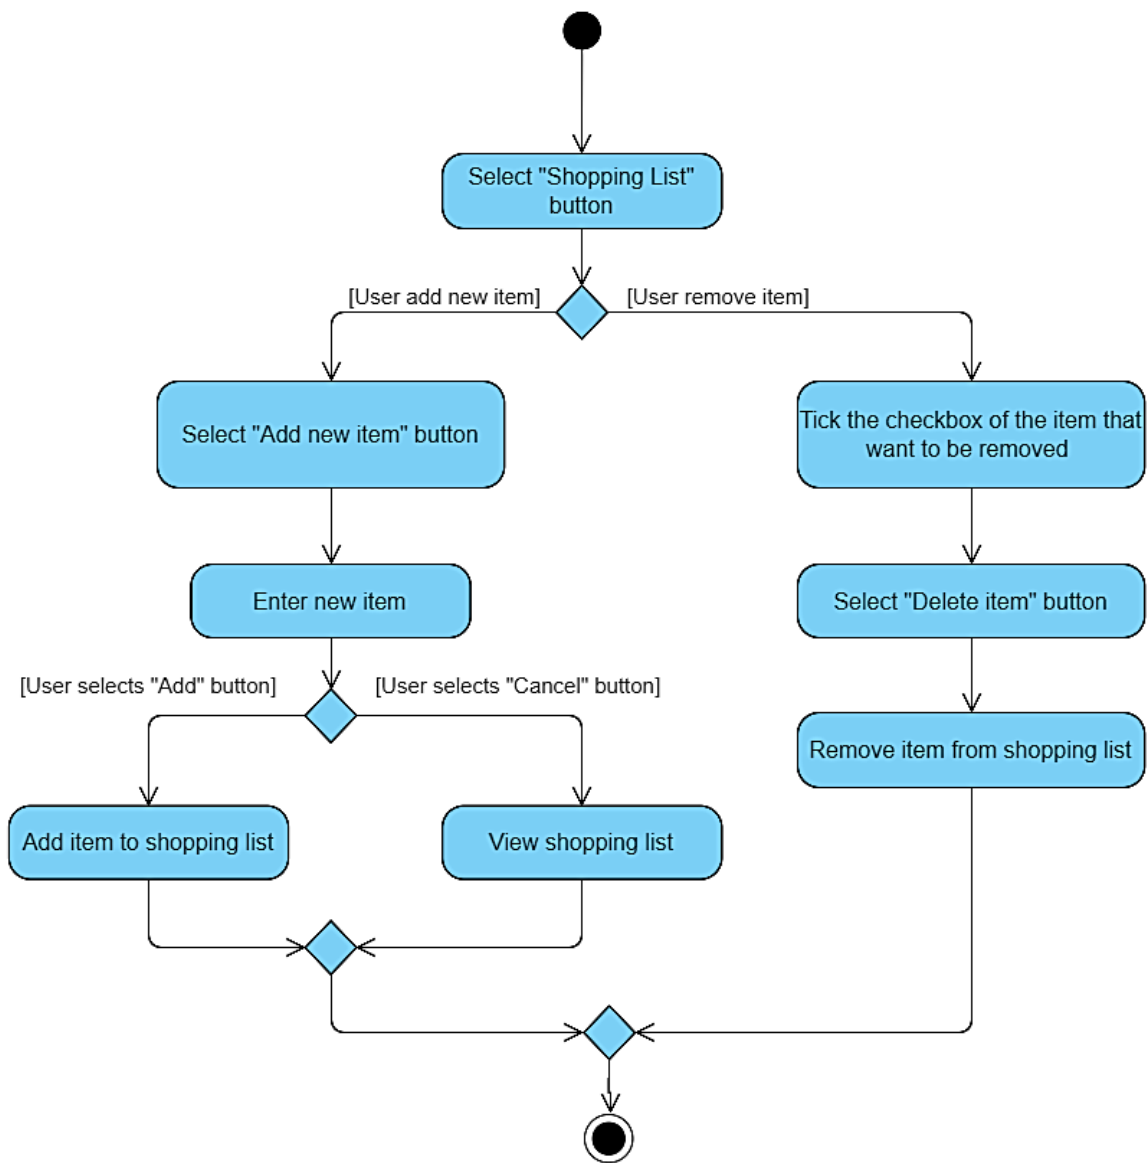 Select "Shopping List"
button
[User add new item]
[User remove item]
Select "Add new item" button
Tick the checkbox of the item that
want to be removed
Enter new item
Select "Delete item" button
[User selects "Add" button]
[User selects "Cancel" button]
Remove item from shopping list
Add item to shopping list
View shopping list